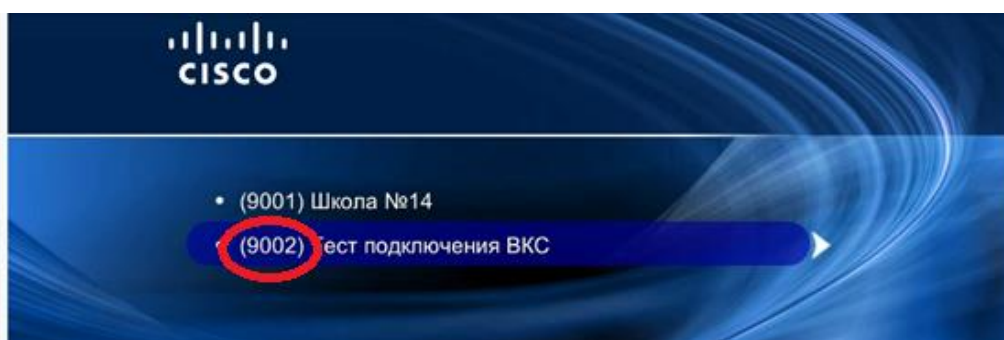 CISCO
• (9001) Школа №14
• (9002) Тест подключения ВКС